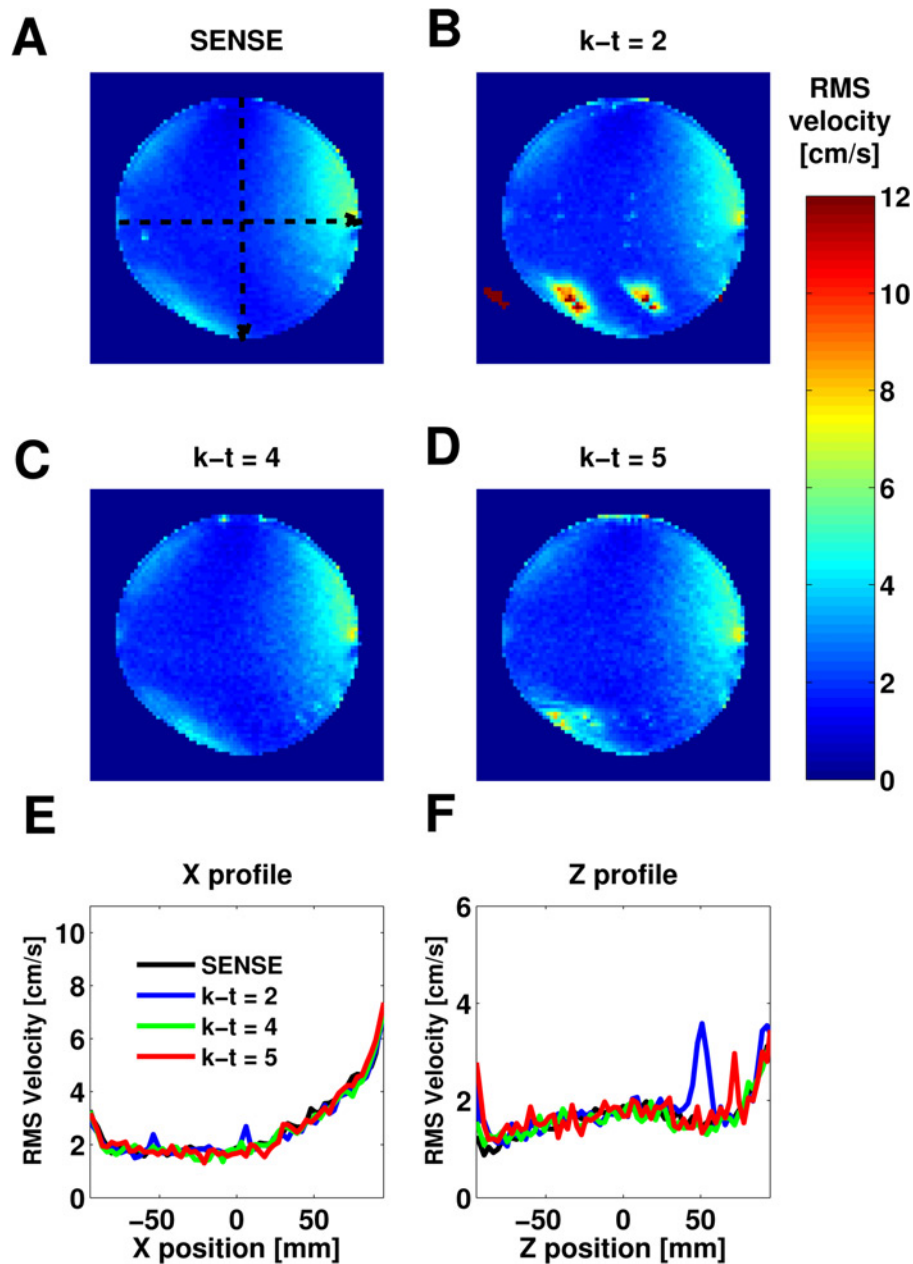 A
SENSE
B
k-t = 2
RMS
velocity
[cm/s]
12
10
8
6
4
2
0
C
k-t = 4
D
k-t = 5
E
X profile
RMS Velocity [cm/s]
10
8
6
4
2
0
SENSE
k-t = 2
k-t = 4
k-t = 5
-50 0 50
X position [mm]
F
Z profile
RMS Velocity [cm/s]
6
4
2
0
-50 0 50
Z position [mm]